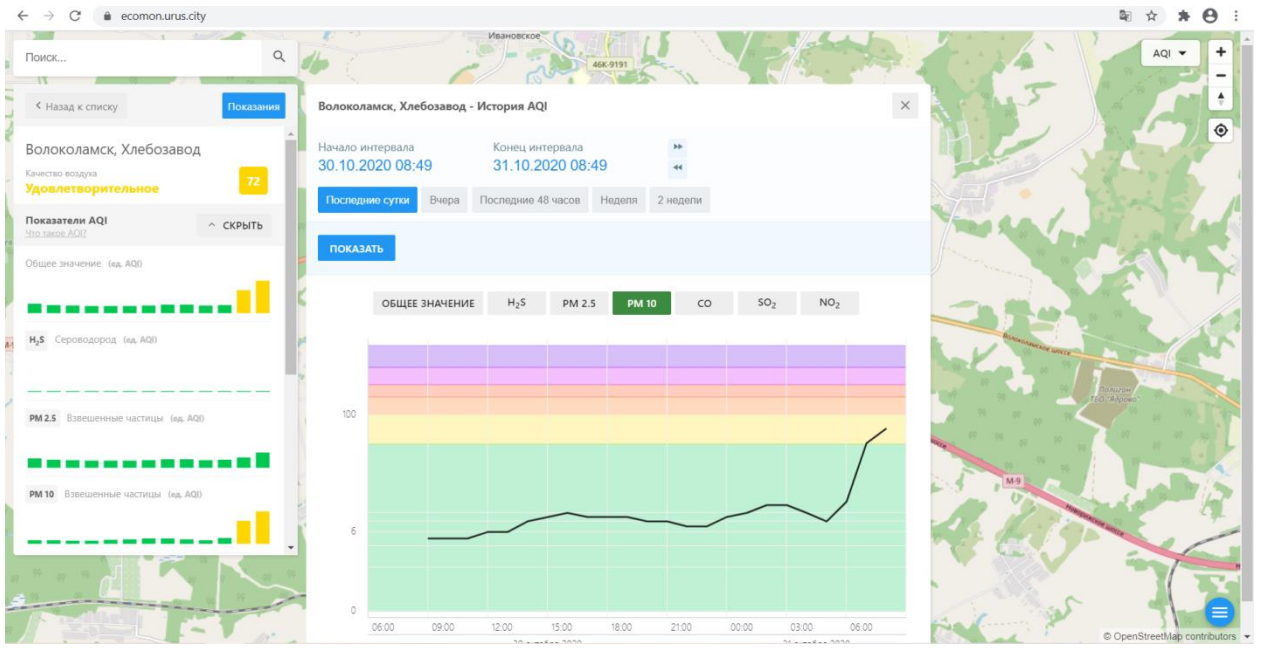 ecomon.urus.city
Поиск...
Ивановское
46К-9191
AQI
Назад к списку
Показания
Волоколамск, Хлебозавод
Качество воздуха
Удовлетворительное
72
Показатели AQI
Что такое AQI?
СКРЫТЬ
Общее значение (ед. AQI)
H₂S Сероводород (ед. AQI)
PM 2.5 Взвешенные частицы (ед. AQI)
PM 10 Взвешенные частицы (ед. AQI)
Волоколамск, Хлебозавод - История AQI
Начало интервала
30.10.2020 08:49
Конец интервала
31.10.2020 08:49
Последние сутки
Вчера
Последние 48 часов
Неделя
2 недели
ПОКАЗАТЬ
ОБЩЕЕ ЗНАЧЕНИЕ H₂S PM 2.5 PM 10 CO SO₂ NO₂
100
6
0
06:00 09:00 12:00 15:00 18:00 21:00 00:00 03:00 06:00
Волоколамское шоссе
Полигон
ТБО "Ядрово"
М-9
Новорижское шоссе
© OpenStreetMap contributors